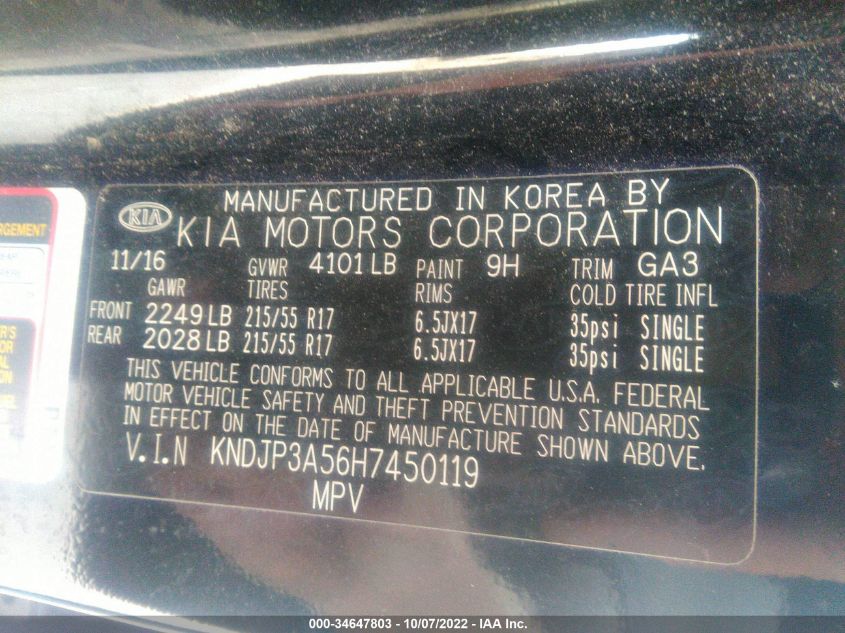 MANUFACTURED IN KOREA BY
KIA KIA MOTORS CORPORATION
11/16 GVWR 4101 LB PAINT 9H TRIM GA3
GAWR TIRES RIMS COLD TIRE INFL
FRONT 2249 LB 215/55 R17 6.5JX17 35psi SINGLE
REAR 2028 LB 215/55 R17 6.5JX17 35psi SINGLE
THIS VEHICLE CONFORMS TO ALL APPLICABLE U.S.A. FEDERAL
MOTOR VEHICLE SAFETY AND THEFT PREVENTION STANDARDS
IN EFFECT ON THE DATE OF MANUFACTURE SHOWN ABOVE.
V.I.N KNDJP3A56H7450119
MPV
000-34647803 - 10/07/2022 - IAA Inc.